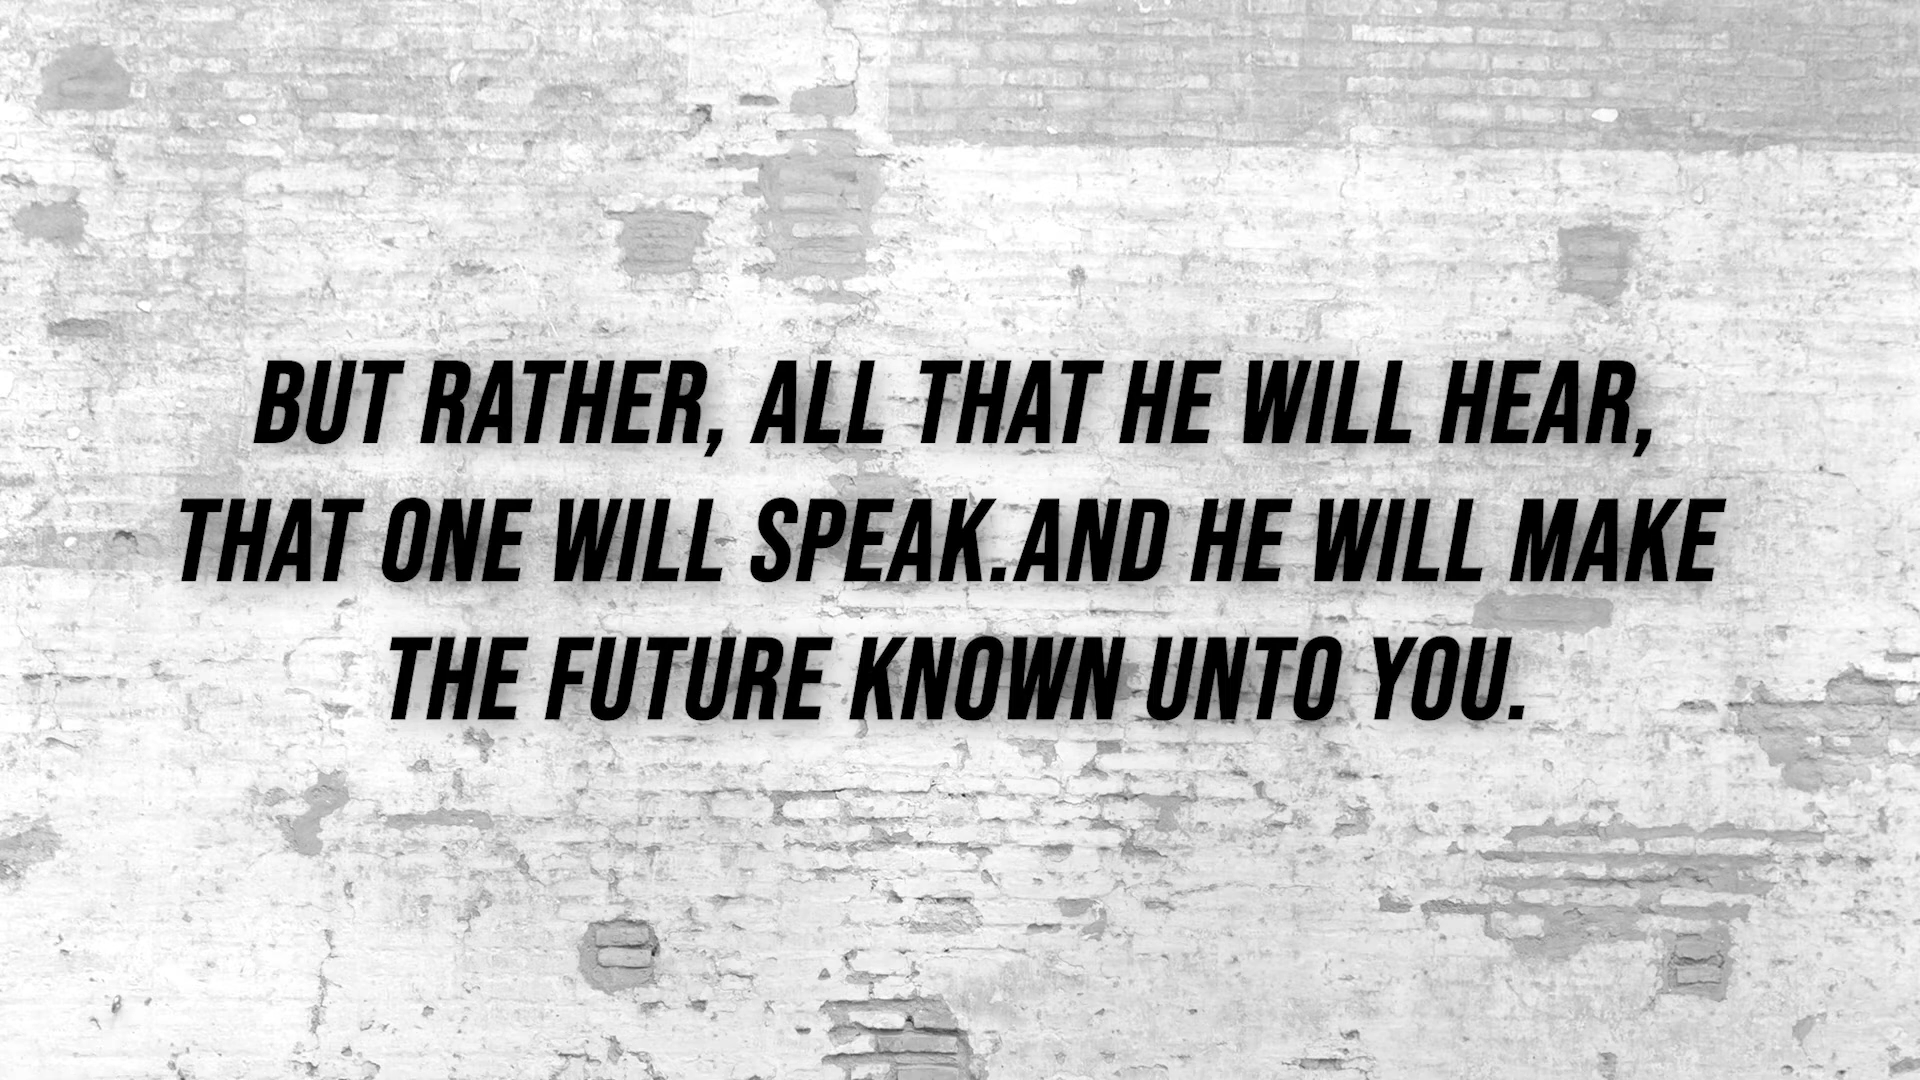 BUT RATHER, ALL THAT HE WILL HEAR,
THAT ONE WILL SPEAK.AND HE WILL MAKE
THE FUTURE KNOWN UNTO YOU.